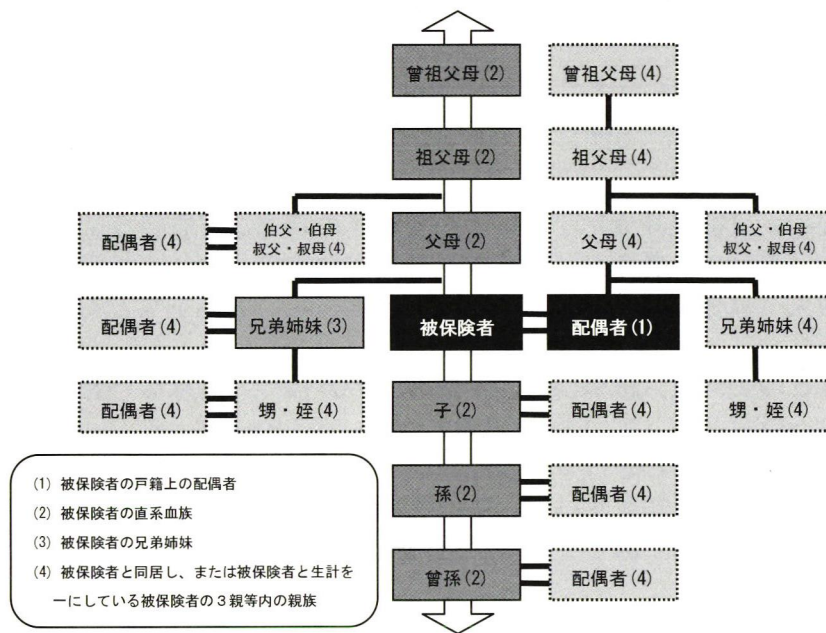 曾祖父母(2)
曾祖父母(4)
祖父母(2)
祖父母(4)
配偶者(4)
伯父・伯母
叔父・叔母(4)
父母(2)
父母(4)
伯父・伯母
叔父・叔母(4)
配偶者(4)
兄弟姉妹(3)
被保険者
配偶者(1)
兄弟姉妹(4)
配偶者(4)
甥・姪(4)
子(2)
配偶者(4)
甥・姪(4)
孫(2)
配偶者(4)
曾孫(2)
配偶者(4)
(1) 被保険者の戸籍上の配偶者
(2) 被保険者の直系血族
(3) 被保険者の兄弟姉妹
(4) 被保険者と同居し、または被保険者と生計を
一にしている被保険者の3親等内の親族